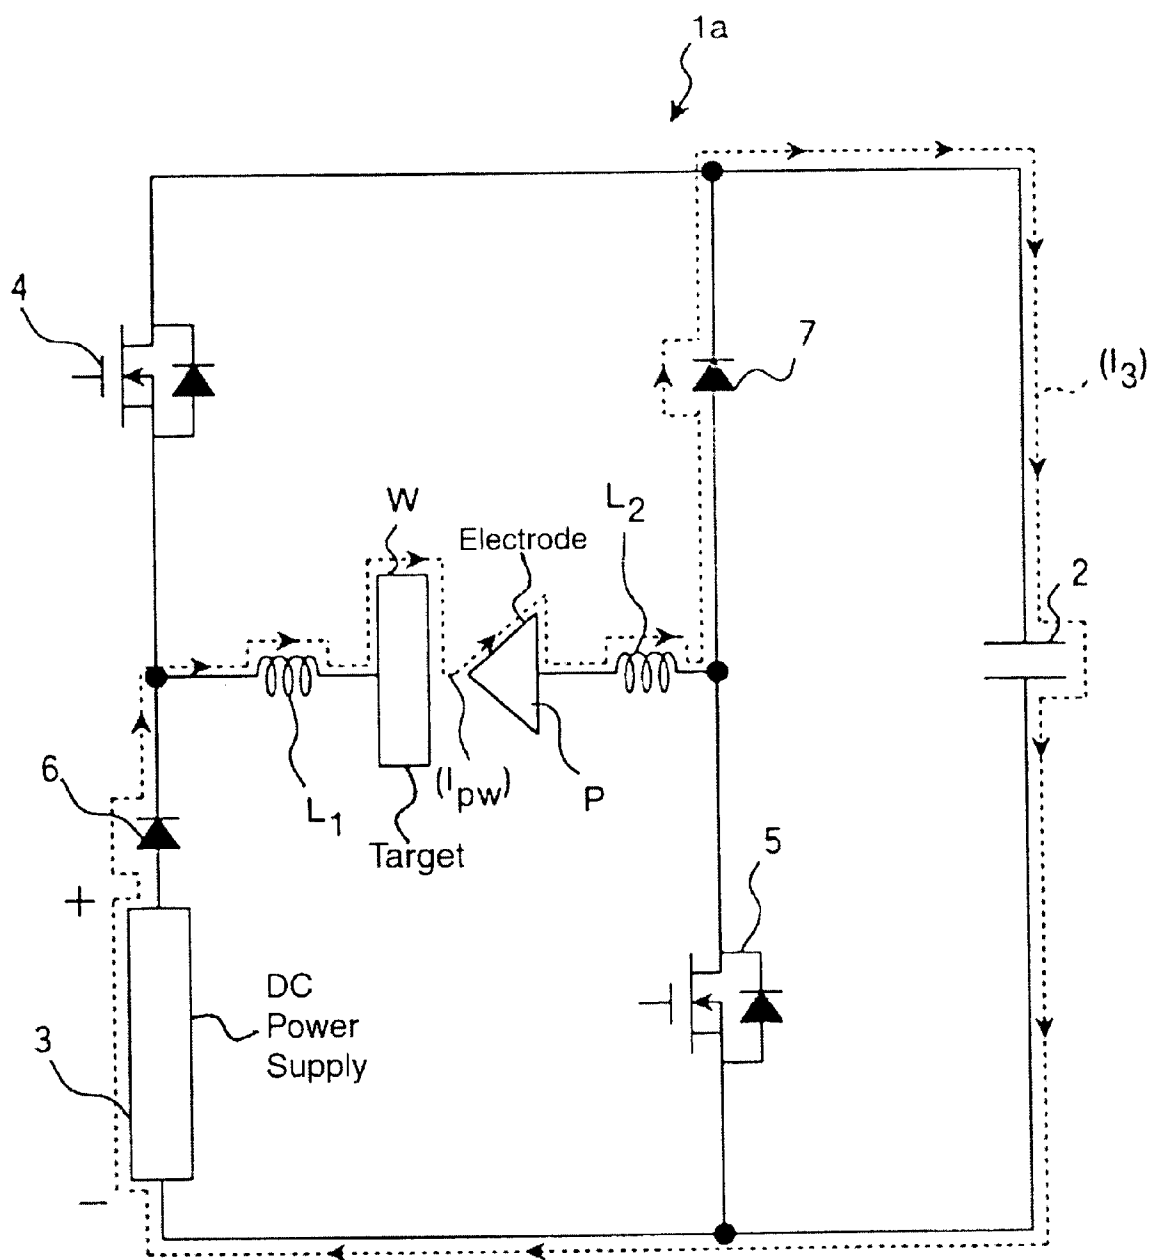 1a
4
7
(I3)
W
L2
Electrode
2
6
L1
(Ipw)
P
Target
5
+
DC
Power
Supply
3
−